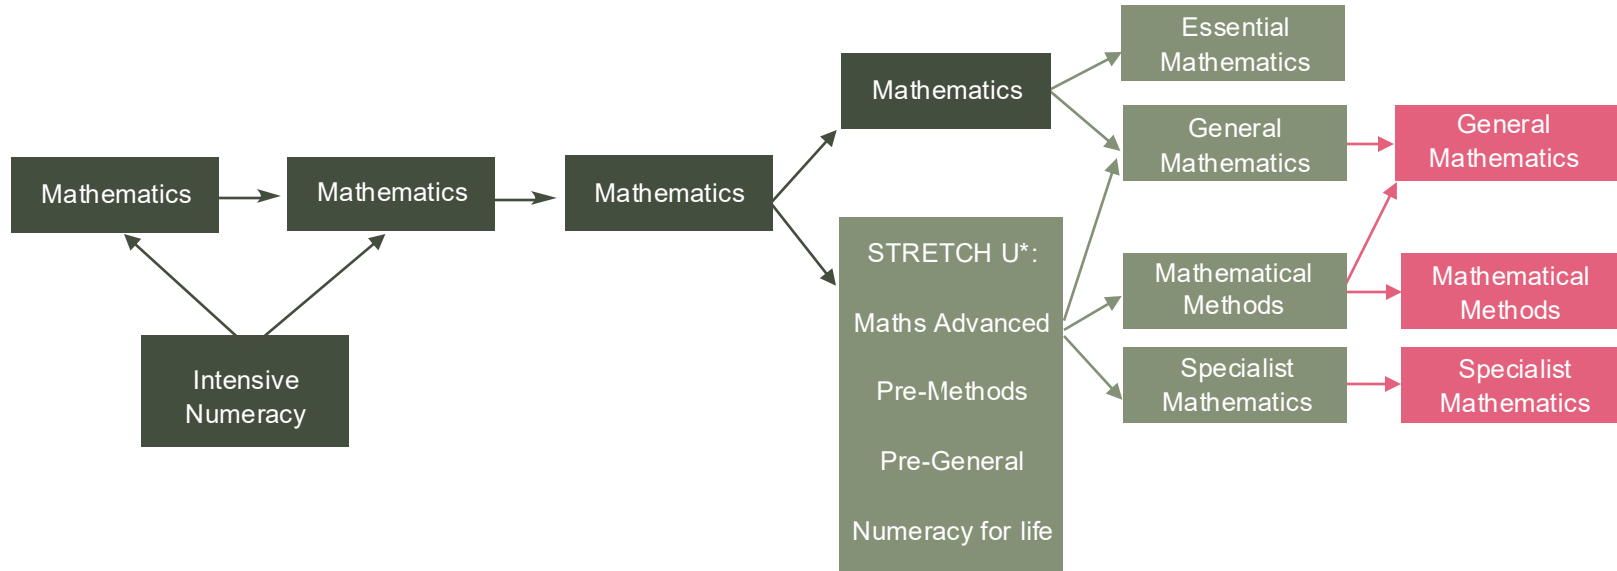 Mathematics
Mathematics
Mathematics
Intensive
Numeracy
Mathematics
STRETCH U*:
Maths Advanced
Pre-Methods
Pre-General
Numeracy for life
Essential
Mathematics
General
Mathematics
Mathematical
Methods
Specialist
Mathematics
General
Mathematics
Mathematical
Methods
Specialist
Mathematics